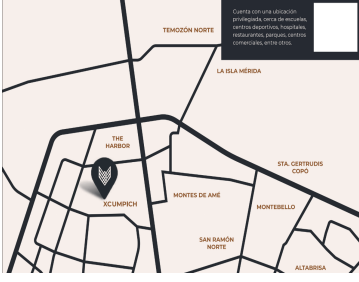 Cuenta con una ubicación
privilegiada, cerca de escuelas,
centros deportivos, hospitales,
restaurantes, parques, centros
comerciales, entre otros.
TEMOZÓN NORTE
LA ISLA MÉRIDA
THE
HARBOR
STA. GERTRUDIS
COPÓ
XCUMPICH
MONTES DE AMÉ
MONTEBELLO
SAN RAMÓN
NORTE
ALTABRISA